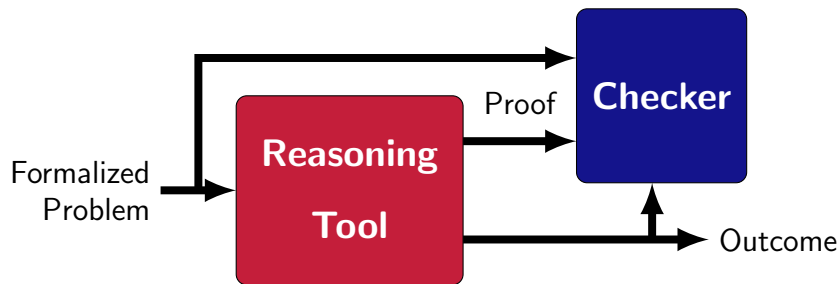 Formalized
Problem
Reasoning
Tool
Proof
Checker
Outcome